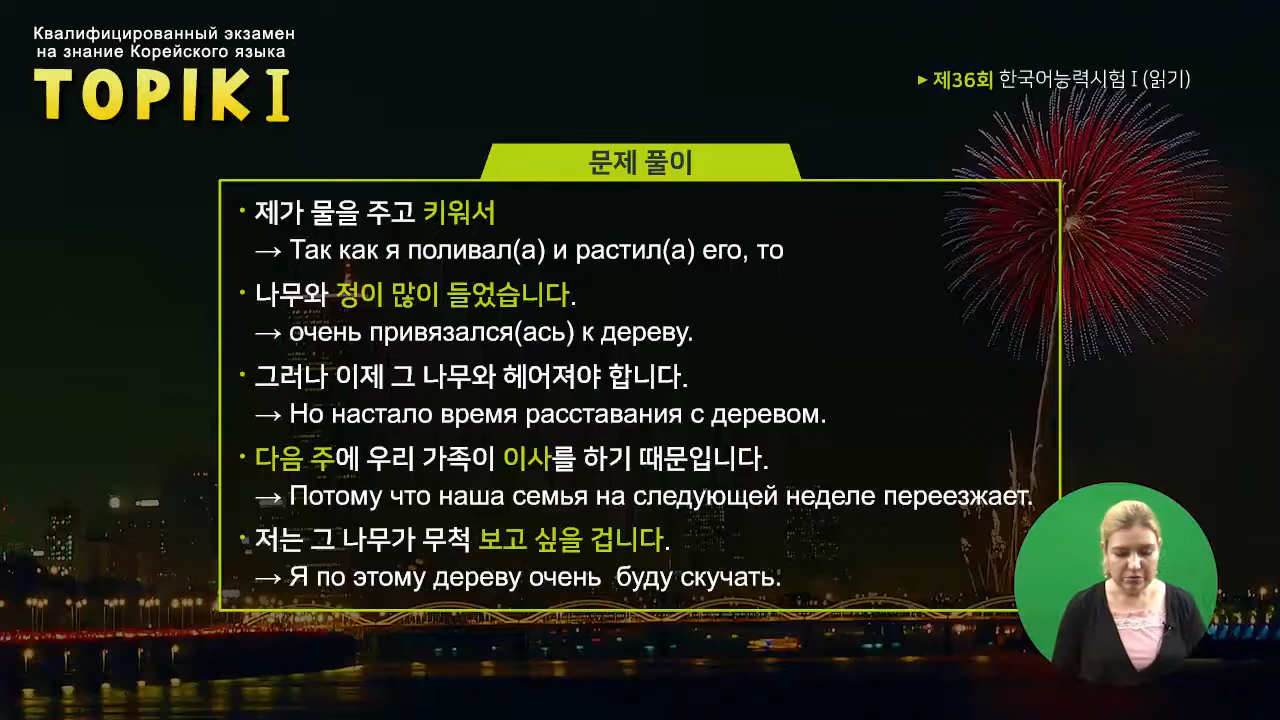 Квалифицированный экзамен
на знание Корейского языка
TOPIK I
▸ 제36회 한국어능력시험 I (읽기)
문제 풀이
• 제가 물을 주고 키워서
→ Так как я поливал(а) и растил(а) его, то
• 나무와 정이 많이 들었습니다.
→ очень привязался(ась) к дереву.
• 그러나 이제 그 나무와 헤어져야 합니다.
→ Но настало время расставания с деревом.
• 다음 주에 우리 가족이 이사를 하기 때문입니다.
→ Потому что наша семья на следующей неделе переезжает.
• 저는 그 나무가 무척 보고 싶을 겁니다.
→ Я по этому дереву очень  буду скучать.